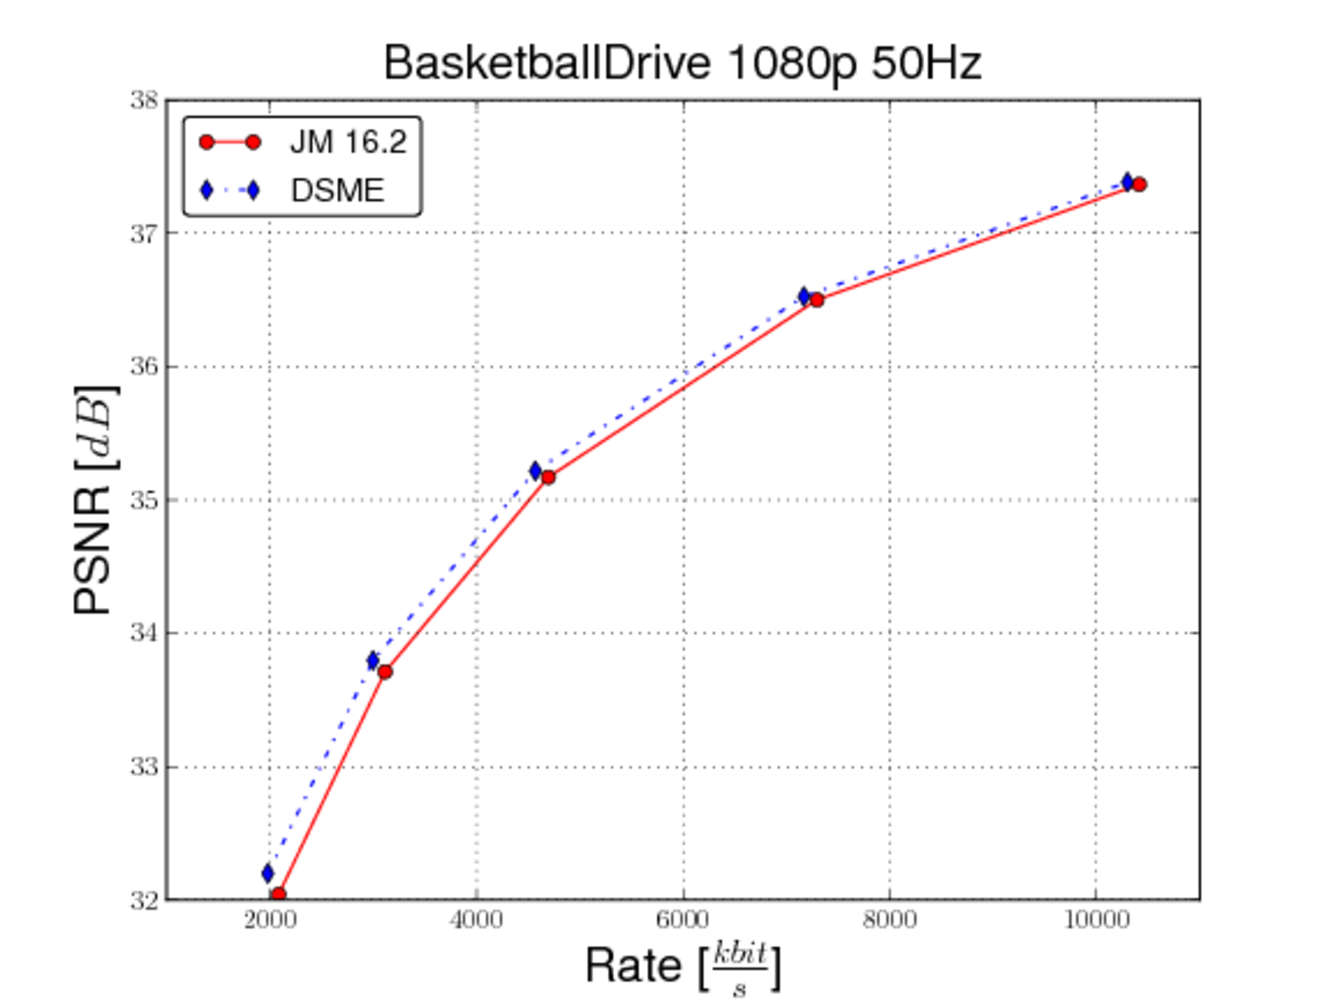 BasketballDrive 1080p 50Hz
JM 16.2
DSME
38
37
36
35
34
33
32
PSNR [dB]
2000 4000 6000 8000 10000
Rate [kbit/s]